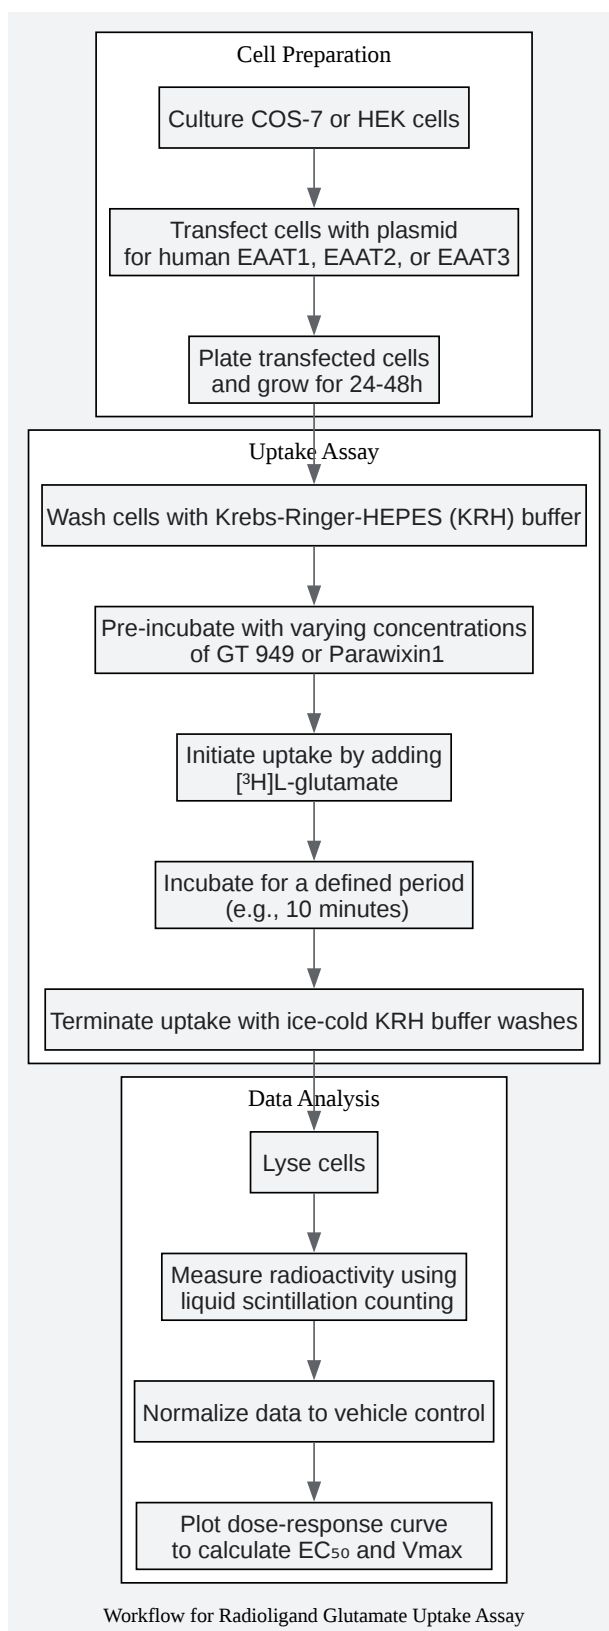 Cell Preparation
Culture COS-7 or HEK cells
Transfect cells with plasmid
for human EAAT1, EAAT2, or EAAT3
Plate transfected cells
and grow for 24-48h
Uptake Assay
Wash cells with Krebs-Ringer-HEPES (KRH) buffer
Pre-incubate with varying concentrations
of GT 949 or Parawixin1
Initiate uptake by adding
[³H]L-glutamate
Incubate for a defined period
(e.g., 10 minutes)
Terminate uptake with ice-cold KRH buffer washes
Data Analysis
Lyse cells
Measure radioactivity using
liquid scintillation counting
Normalize data to vehicle control
Plot dose-response curve
to calculate EC₅₀ and Vmax
Workflow for Radioligand Glutamate Uptake Assay